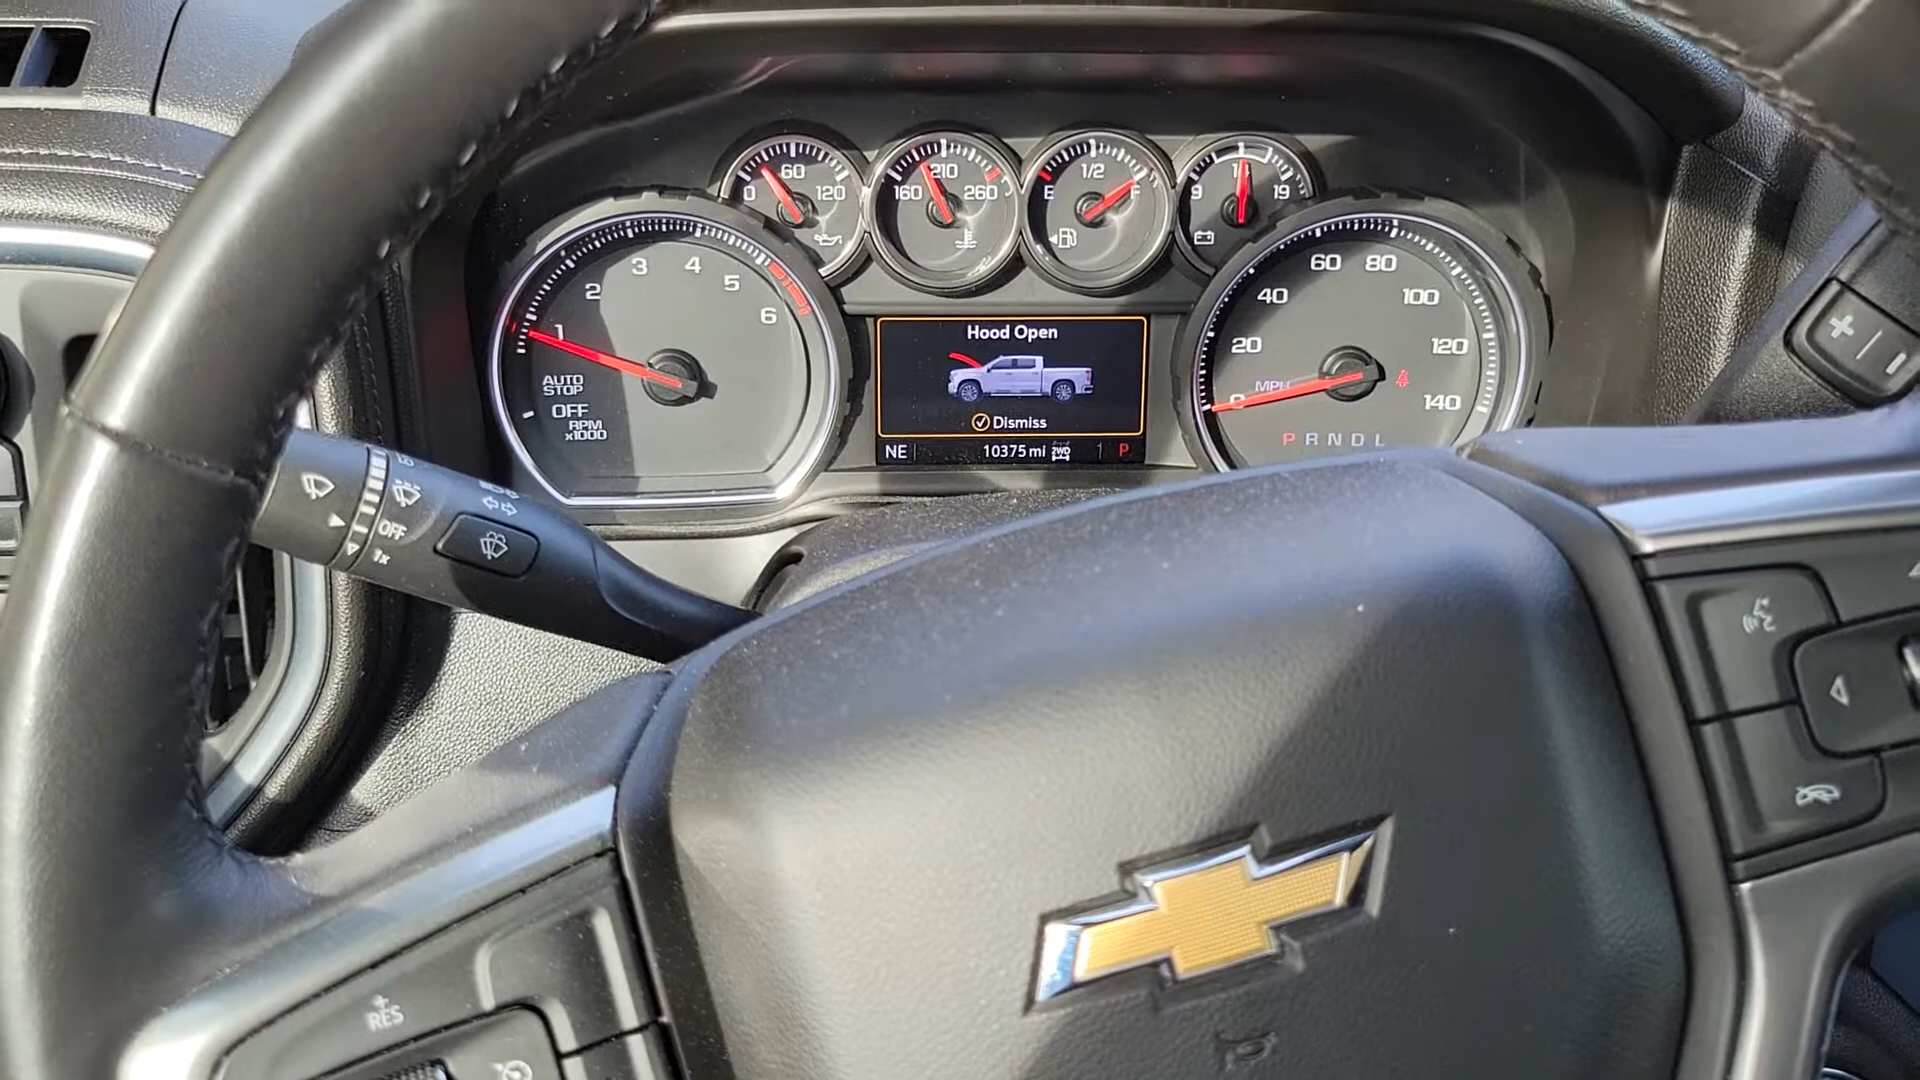 60
0 120
210
160 260
1/2
E F
9 19
3 4
2 5
1 6
AUTO
STOP
OFF
RPM
x1000
Hood Open
Dismiss
NE 10375 mi 2WD P
60 80
40 100
20 120
MPH
0 140
P R N D L
OFF
1x
+
RES